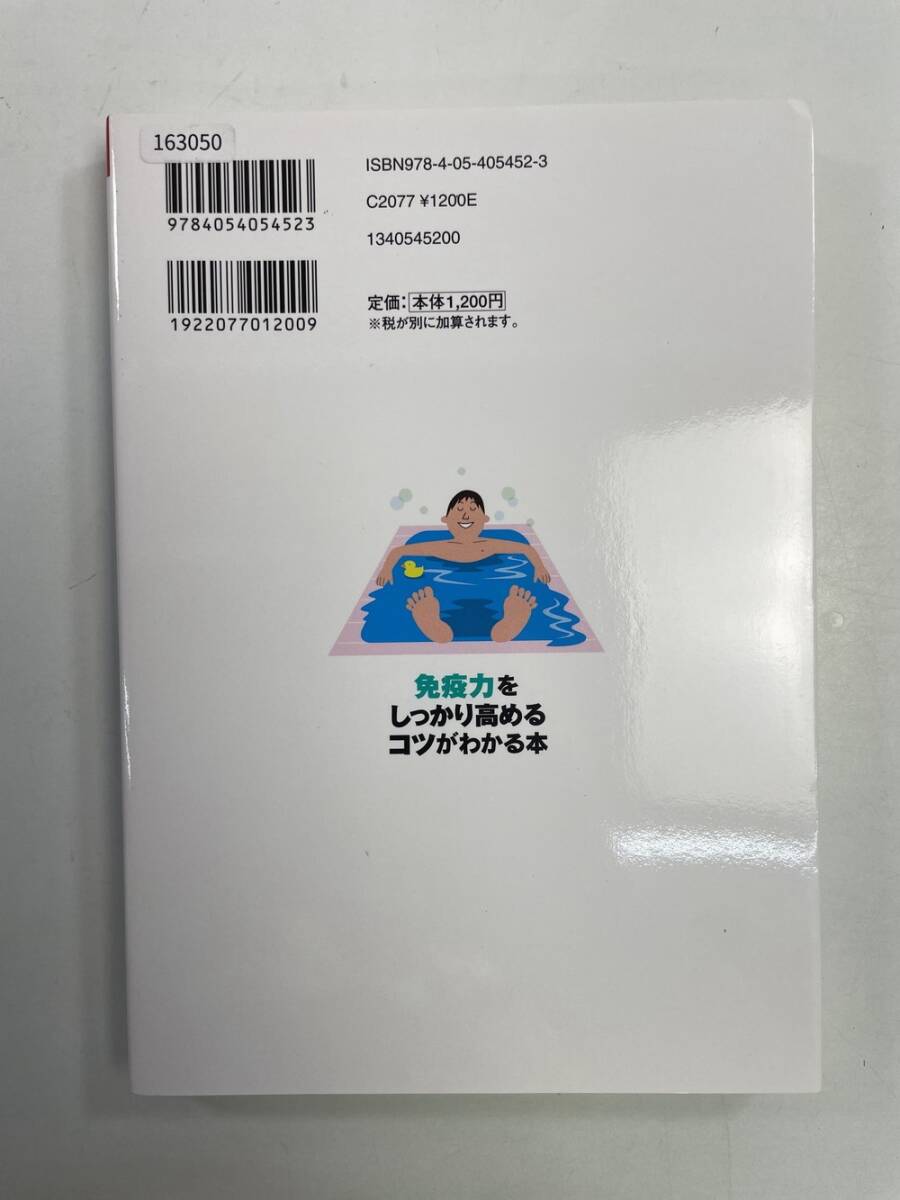 163050
ISBN978-4-05-405452-3
9784054054523
C2077 ¥1200E
1340545200
1922077012009
定価：本体1,200円
※税が別に加算されます。
免疫力を
しっかり高める
コツがわかる本